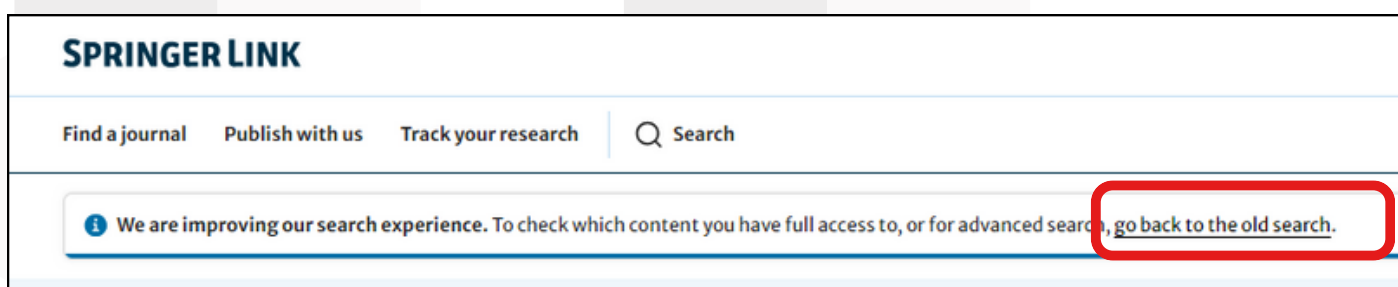 SPRINGER LINK
Find a journal Publish with us Track your research Search
We are improving our search experience. To check which content you have full access to, or for advanced search, go back to the old search.